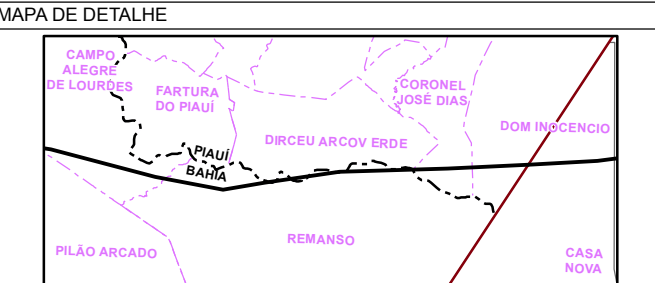 MAPA DE DETALHE
CAMPO
ALEGRE
DE LOURDES
FARTURA
DO PIAUÍ
CORONEL
JOSÉ DIAS
DOM INOCENCIO
DIRCEU ARCOV ERDE
PIAUÍ
BAHIA
REMANSO
PILÃO ARCADO
CASA
NOVA